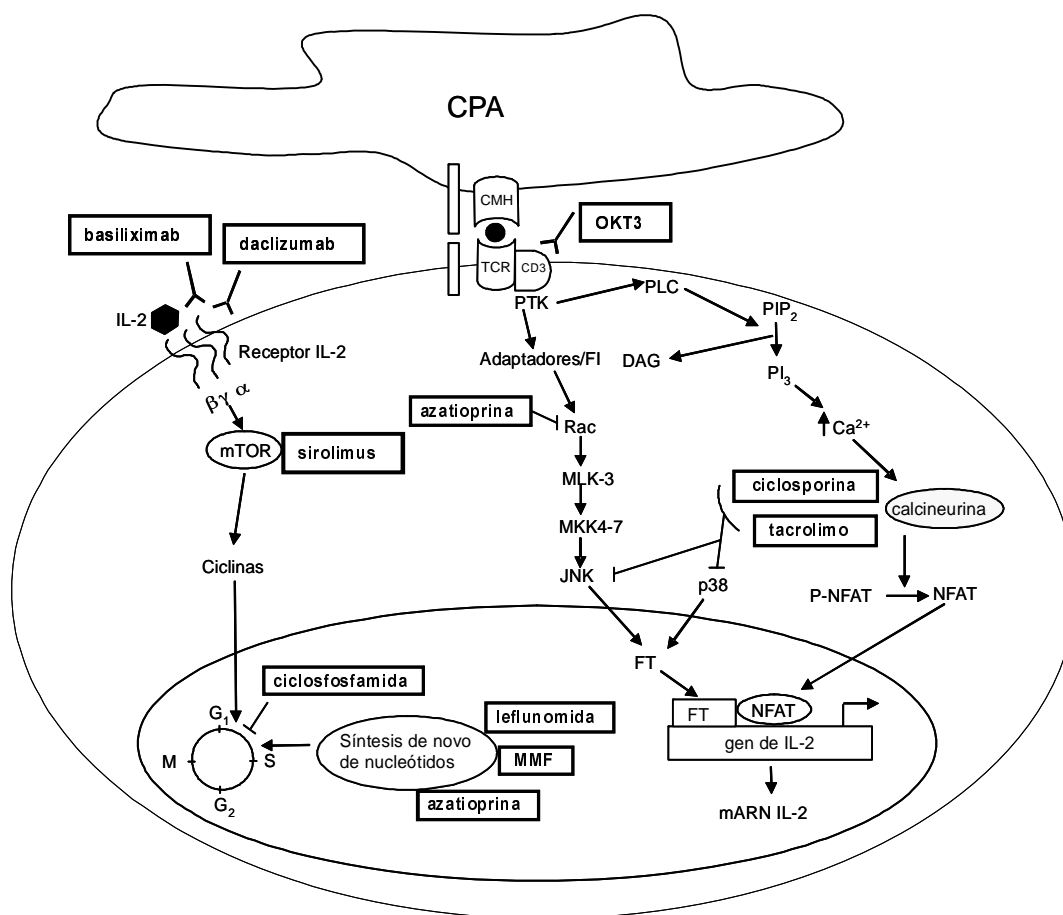 CPA
CMH
OKT3
basiliximab
daclizumab
TCR
CD3
IL-2
PTK
PLC
PIP2
Receptor IL-2
Adaptadores/FI
DAG
PI3
βγ α
azatioprina
Rac
Ca2+
mTOR
sirolimus
MLK-3
ciclosporina
calcineurina
MKK4-7
tacrolimo
Ciclinas
JNK
p38
P-NFAT
NFAT
FT
ciclofosfamida
leflunomida
G1
FT
NFAT
Síntesis de novo
de nucleótidos
gen de IL-2
M
S
MMF
G2
azatioprina
mARN IL-2